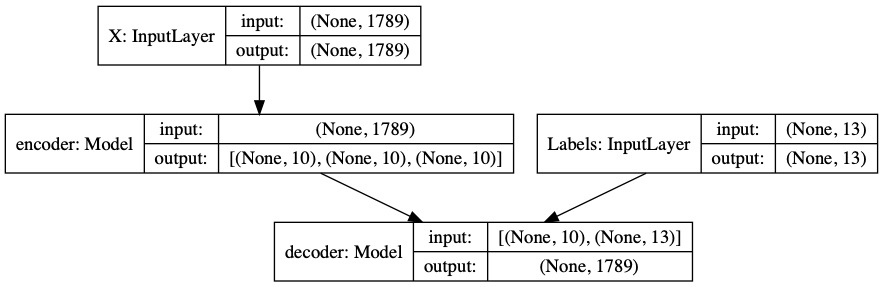 X: InputLayer
input: (None, 1789)
output: (None, 1789)
encoder: Model
input: (None, 1789)
output: [(None, 10), (None, 10), (None, 10)]
Labels: InputLayer
input: (None, 13)
output: (None, 13)
decoder: Model
input: [(None, 10), (None, 13)]
output: (None, 1789)